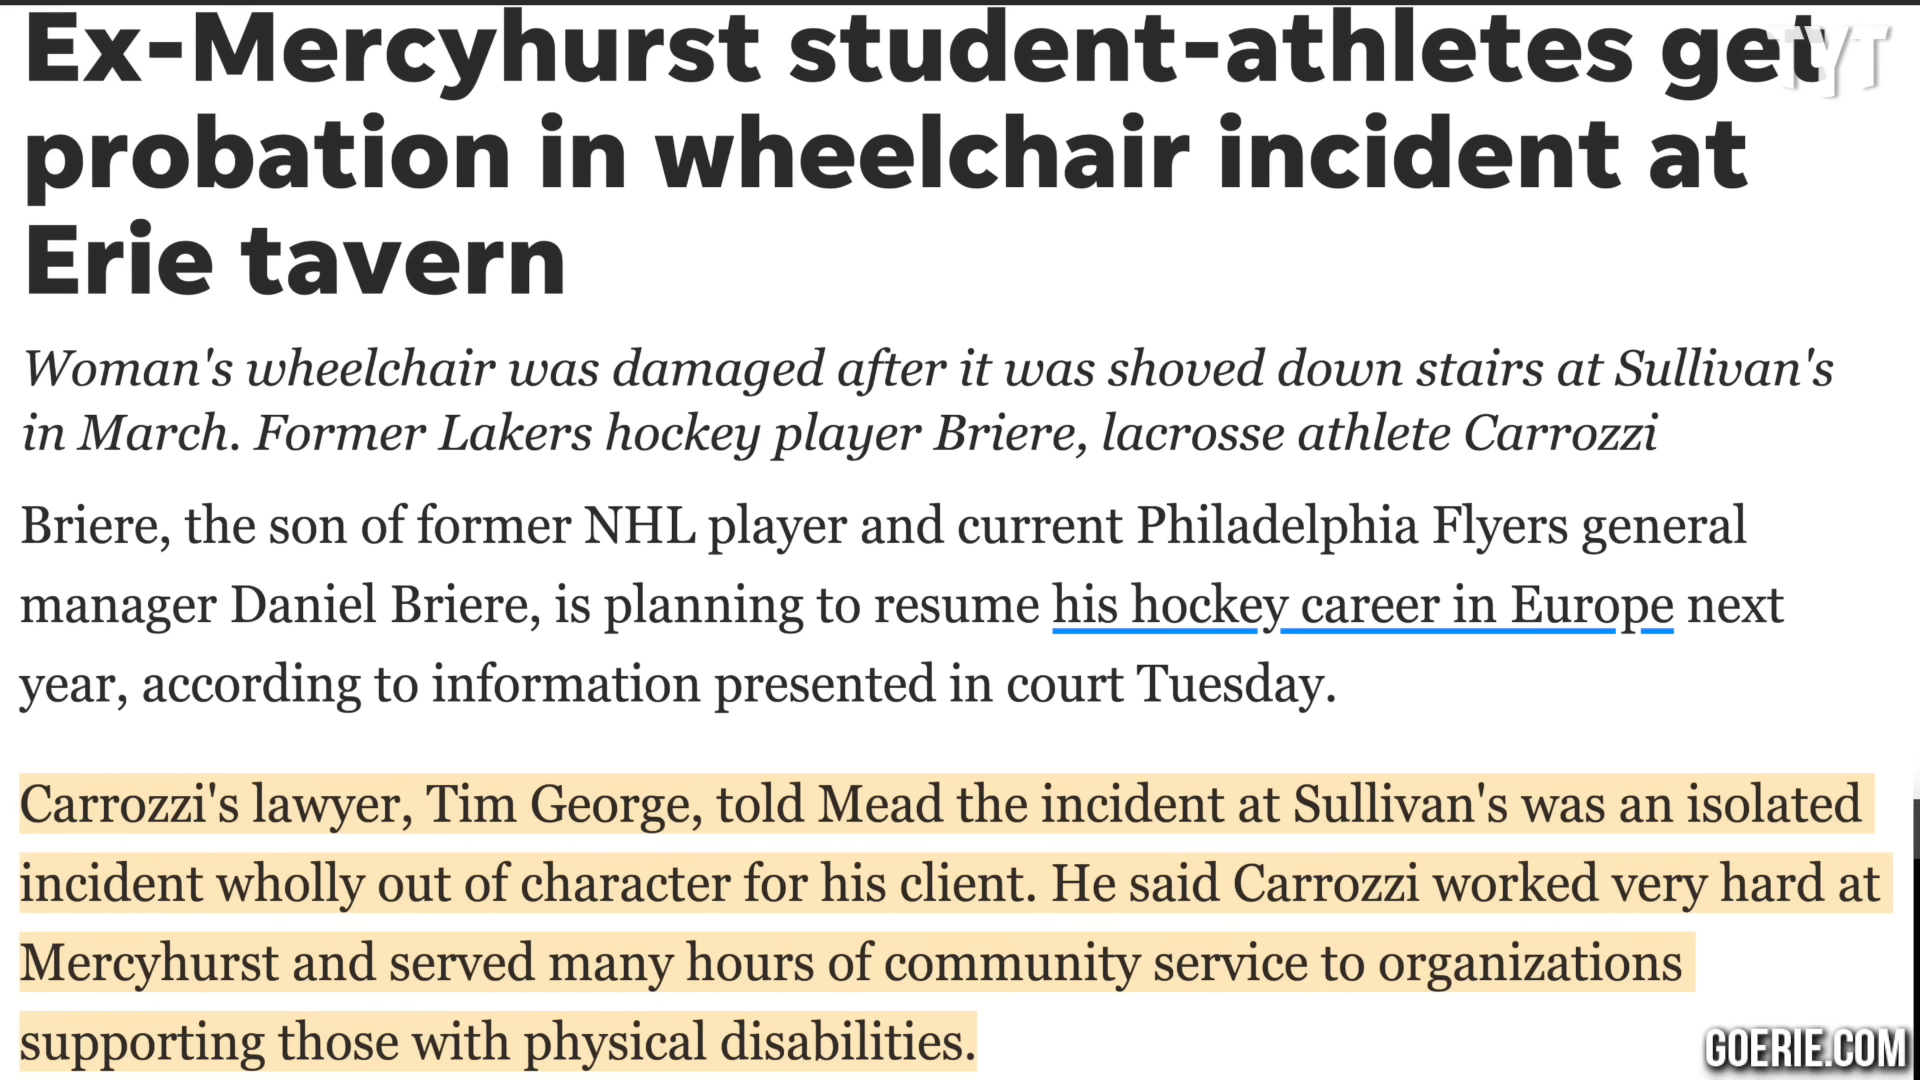 Ex-Mercyhurst student-athletes get
TYT
probation in wheelchair incident at
Erie tavern
Woman's wheelchair was damaged after it was shoved down stairs at Sullivan's
in March. Former Lakers hockey player Briere, lacrosse athlete Carrozzi
Briere, the son of former NHL player and current Philadelphia Flyers general
manager Daniel Briere, is planning to resume his hockey career in Europe next
year, according to information presented in court Tuesday.
Carrozzi's lawyer, Tim George, told Mead the incident at Sullivan's was an isolated
incident wholly out of character for his client. He said Carrozzi worked very hard at
Mercyhurst and served many hours of community service to organizations
supporting those with physical disabilities.
GOERIE.COM